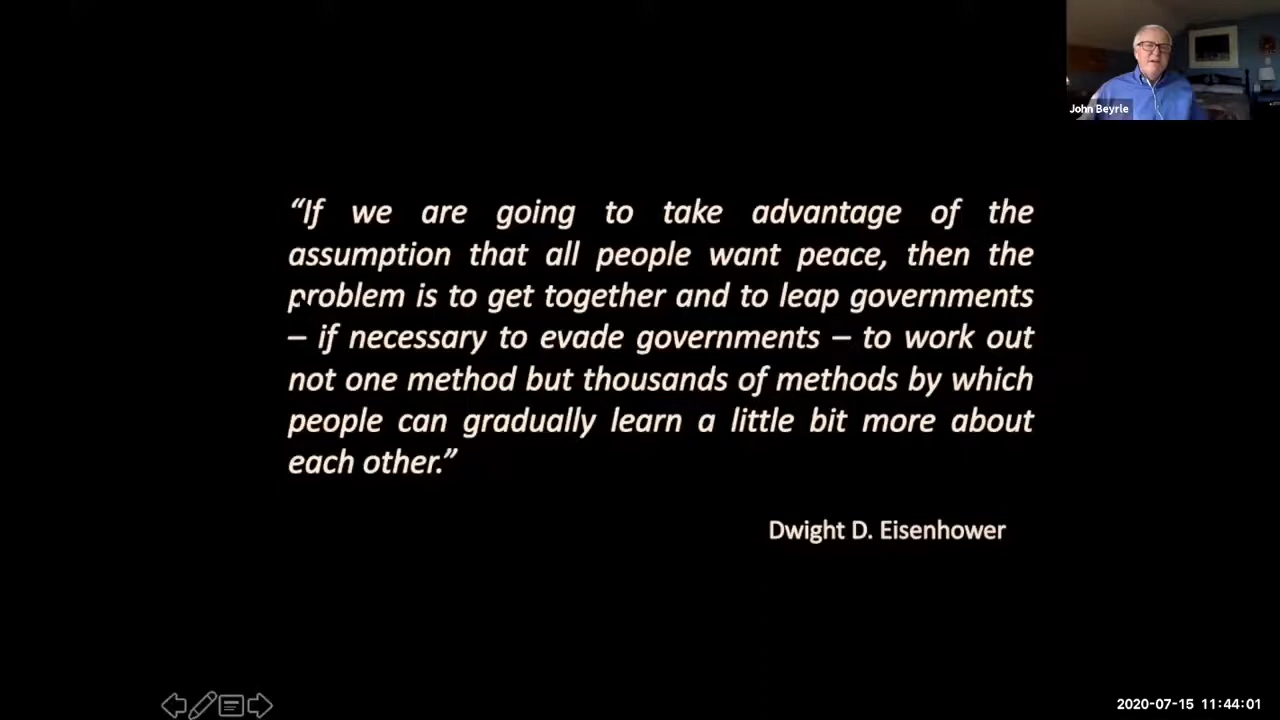 John Beyrle
“If we are going to take advantage of the
assumption that all people want peace, then the
problem is to get together and to leap governments
– if necessary to evade governments – to work out
not one method but thousands of methods by which
people can gradually learn a little bit more about
each other.”
Dwight D. Eisenhower
2020-07-15 11:44:01